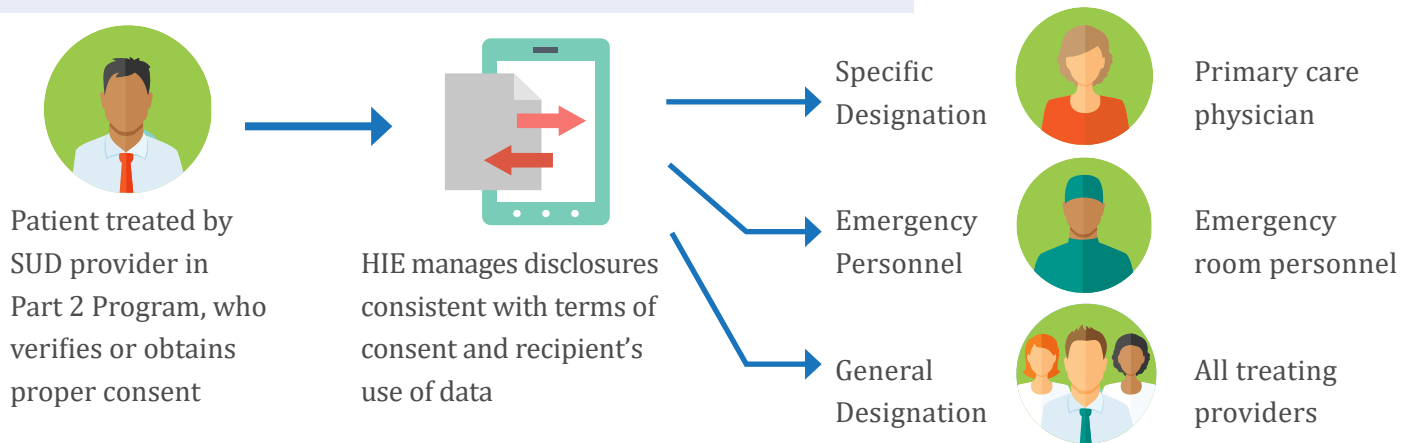 Patient treated by
SUD provider in
Part 2 Program, who
verifies or obtains
proper consent
HIE manages disclosures
consistent with terms of
consent and recipient's
use of data
Specific
Designation
Primary care
physician
Emergency
Personnel
Emergency
room personnel
General
Designation
All treating
providers